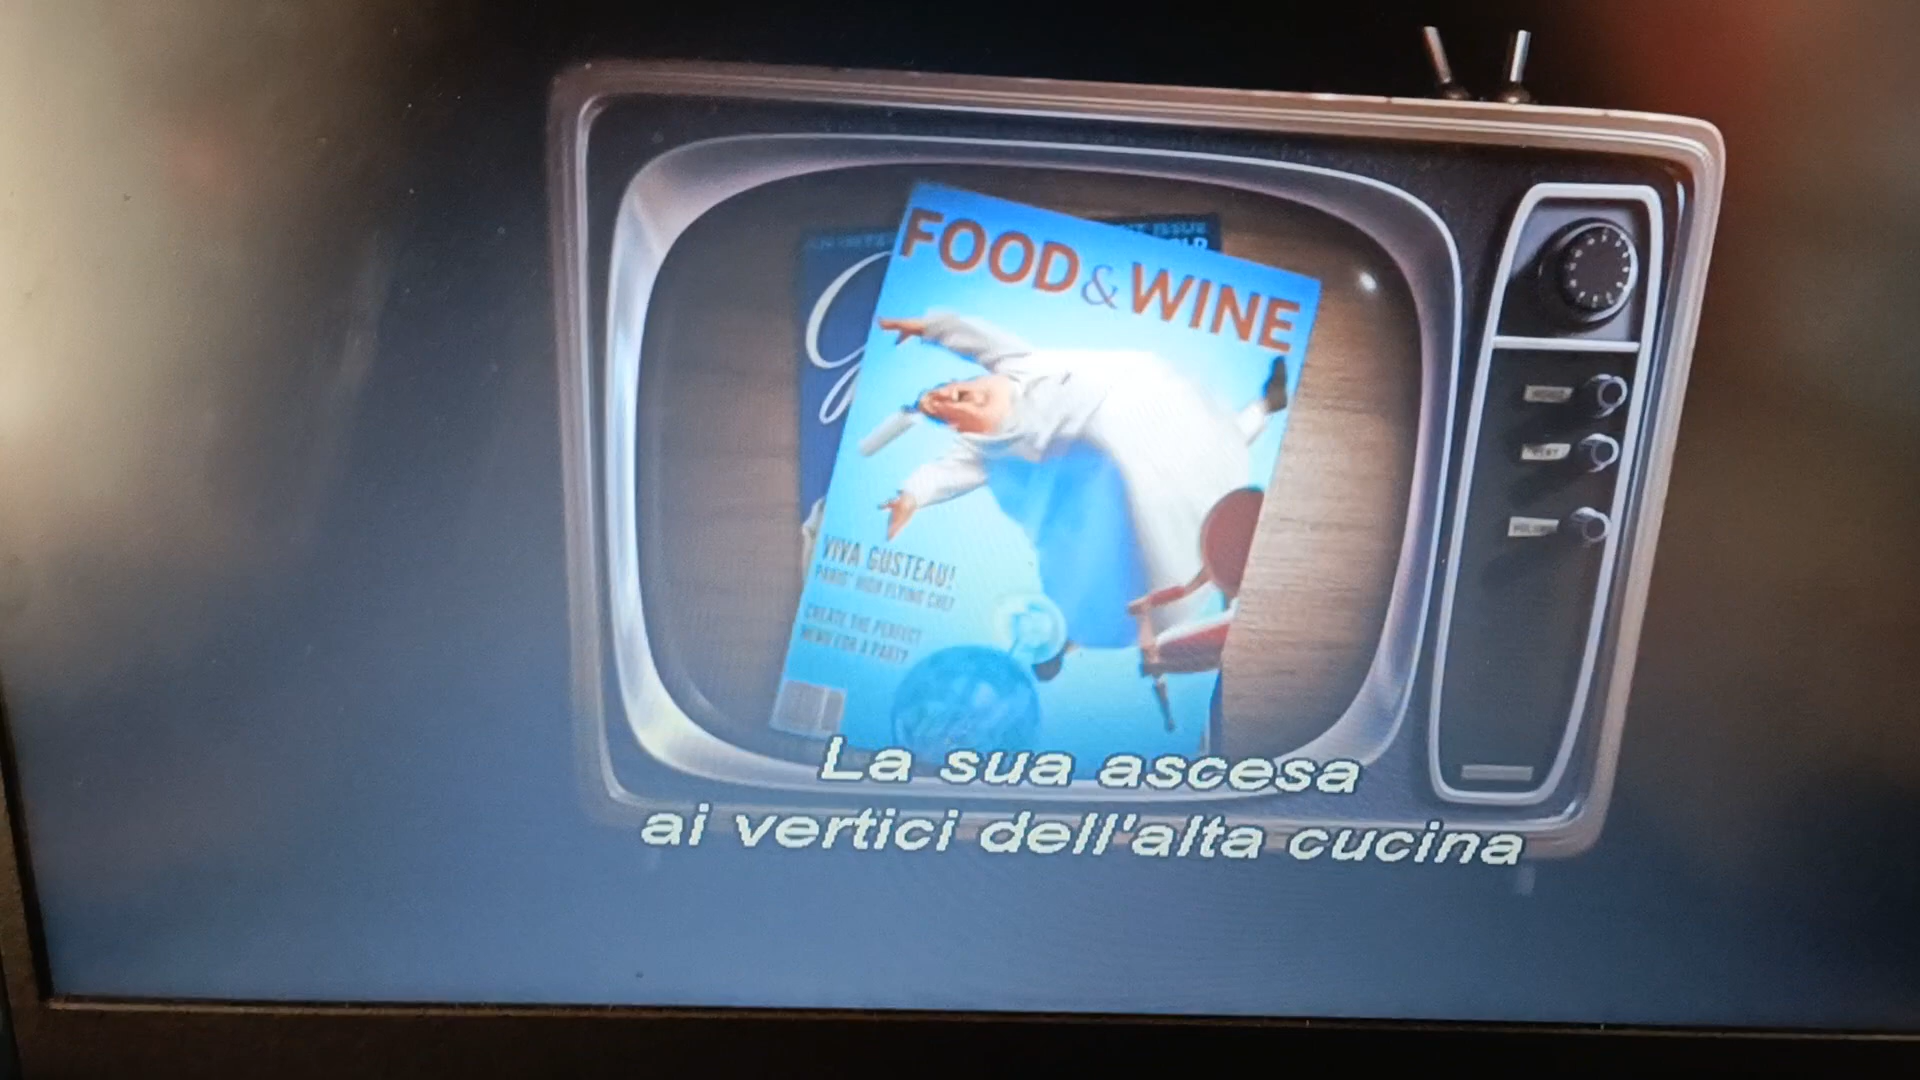 FOOD & WINE
VIVA GUSTEAU!
PARIS' HIGH FLYING CHEF
CREATE THE PERFECT
MENU FOR A PARTY
La sua ascesa
ai vertici dell'alta cucina